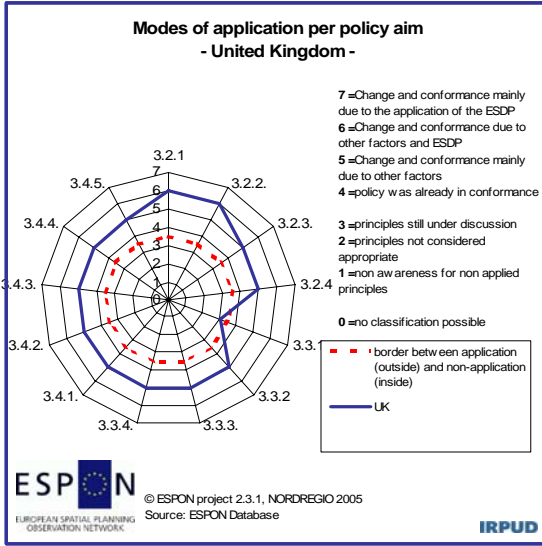 Modes of application per policy aim
- United Kingdom -
7 =Change and conformance mainly
due to the application of the ESDP
6 =Change and conformance due to
other factors and ESDP
5 =Change and conformance mainly
due to other factors
4 =policy was already in conformance
3 =principles still under discussion
2 =principles not considered
appropriate
1 =non awareness for non applied
principles
0 =no classification possible
3.2.1
3.2.2.
3.2.3.
3.2.4
3.3.1
3.3.2
3.3.3.
3.3.4.
3.4.1.
3.4.2.
3.4.3.
3.4.4.
3.4.5.
7
6
5
4
3
2
1
0
border between application
(outside) and non-application
(inside)
UK
ESPON
EUROPEAN SPATIAL PLANNING
OBSERVATION NETWORK
© ESPON project 2.3.1, NORDREGIO 2005
Source: ESPON Database
IRPUD